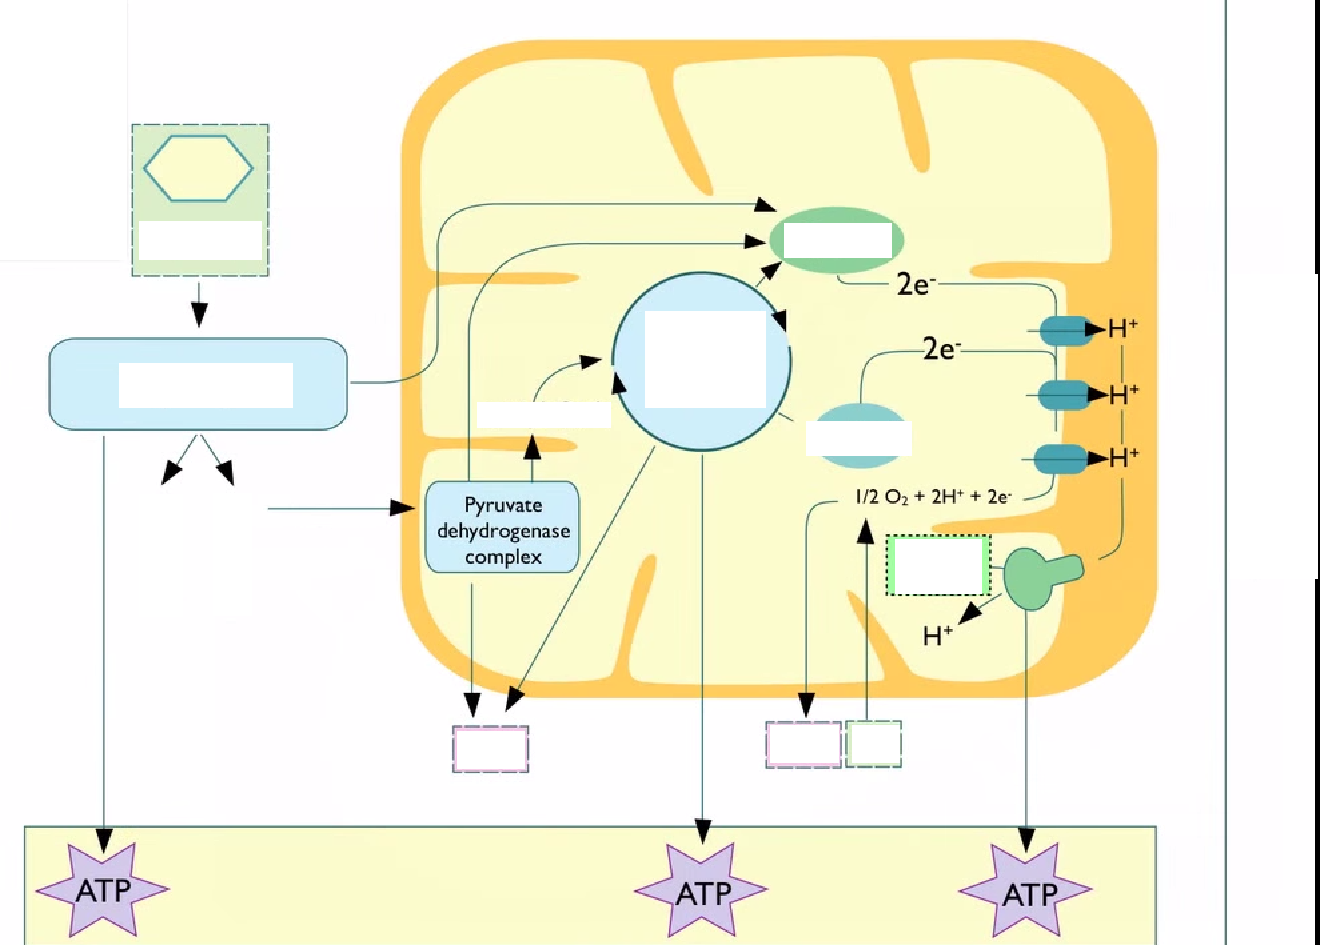 2e⁻
H⁺
2e⁻
H⁺
H⁺
1/2 O₂ + 2H⁺ + 2e⁻
Pyruvate
dehydrogenase
complex
H⁺
ATP
ATP
ATP